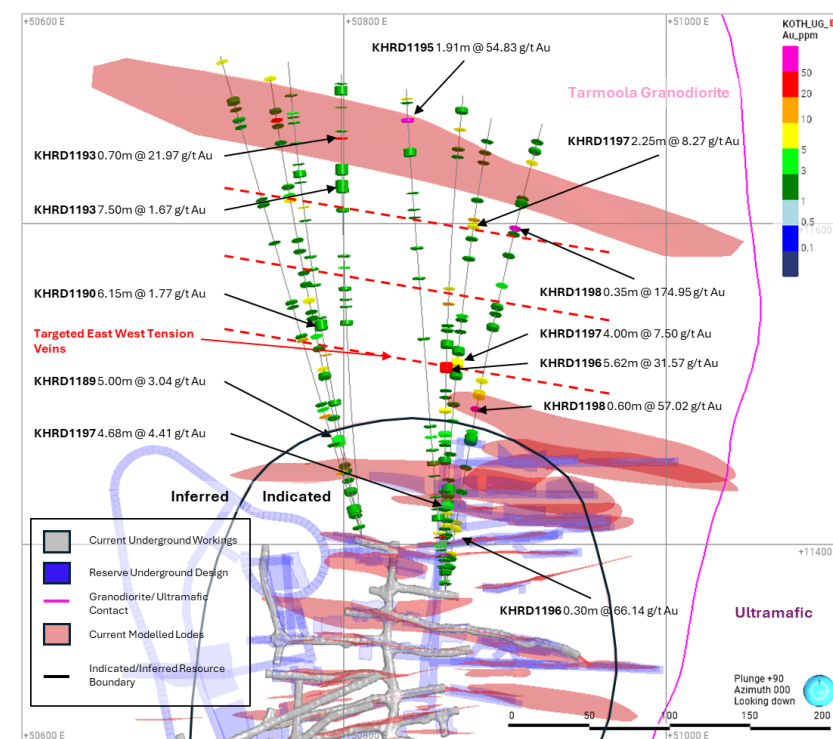 +50600 E
+50800 E
+51000 E
KOTH_UG_
Au_ppm
50
20
10
5
3
1
0.5
0.1
KHRD1195 1.91m @ 54.83 g/t Au
Tarmoola Granodiorite
KHRD1197 2.25m @ 8.27 g/t Au
KHRD1193 0.70m @ 21.97 g/t Au
KHRD1193 7.50m @ 1.67 g/t Au
+11600
KHRD1190 6.15m @ 1.77 g/t Au
KHRD1198 0.35m @ 174.95 g/t Au
Targeted East West Tension
Veins
KHRD1197 4.00m @ 7.50 g/t Au
KHRD1196 5.62m @ 31.57 g/t Au
KHRD1189 5.00m @ 3.04 g/t Au
KHRD1198 0.60m @ 57.02 g/t Au
KHRD1197 4.68m @ 4.41 g/t Au
Inferred
Indicated
Current Underground Workings
Reserve Underground Design
Granodiorite/ Ultramafic
Contact
Current Modelled Lodes
Indicated/Inferred Resource
Boundary
+11400
KHRD1196 0.30m @ 66.14 g/t Au
Ultramafic
Plunge +90
Azimuth 000
Looking down
0
50
100
150
200
+50600 E
+50800 E
+51000 E